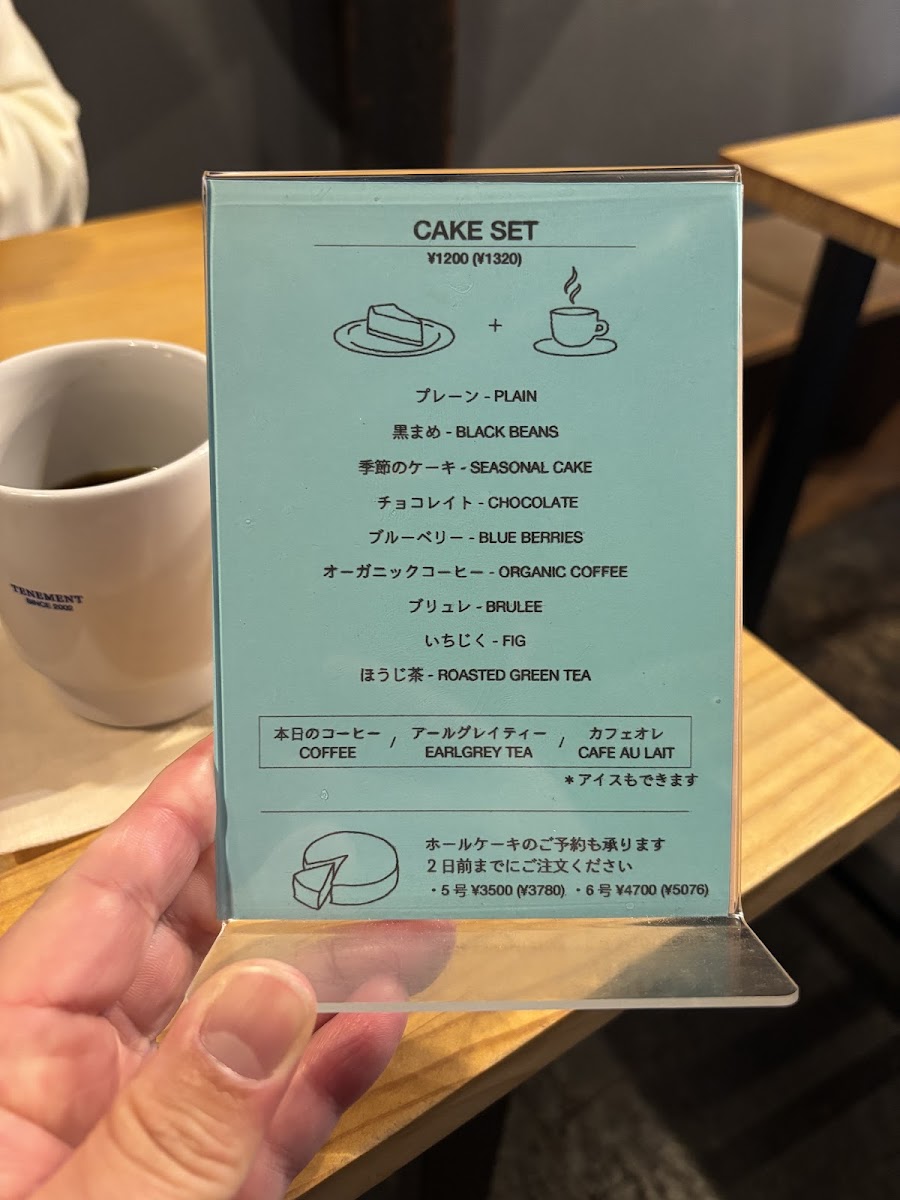 CAKE SET
¥1200 (¥1320)
+
プレーン - PLAIN
黒まめ - BLACK BEANS
季節のケーキ - SEASONAL CAKE
チョコレイト - CHOCOLATE
ブルーベリー - BLUE BERRIES
オーガニックコーヒー - ORGANIC COFFEE
ブリュレ - BRULEE
いちじく - FIG
ほうじ茶 - ROASTED GREEN TEA
本日のコーヒー / アールグレイティー / カフェオレ
COFFEE EARLGREY TEA CAFE AU LAIT
＊アイスもできます
ホールケーキのご予約も承ります
２日前までにご注文ください
・５号 ¥3500 (¥3780) ・６号 ¥4700 (¥5076)
TENEMENT
SINCE 2002